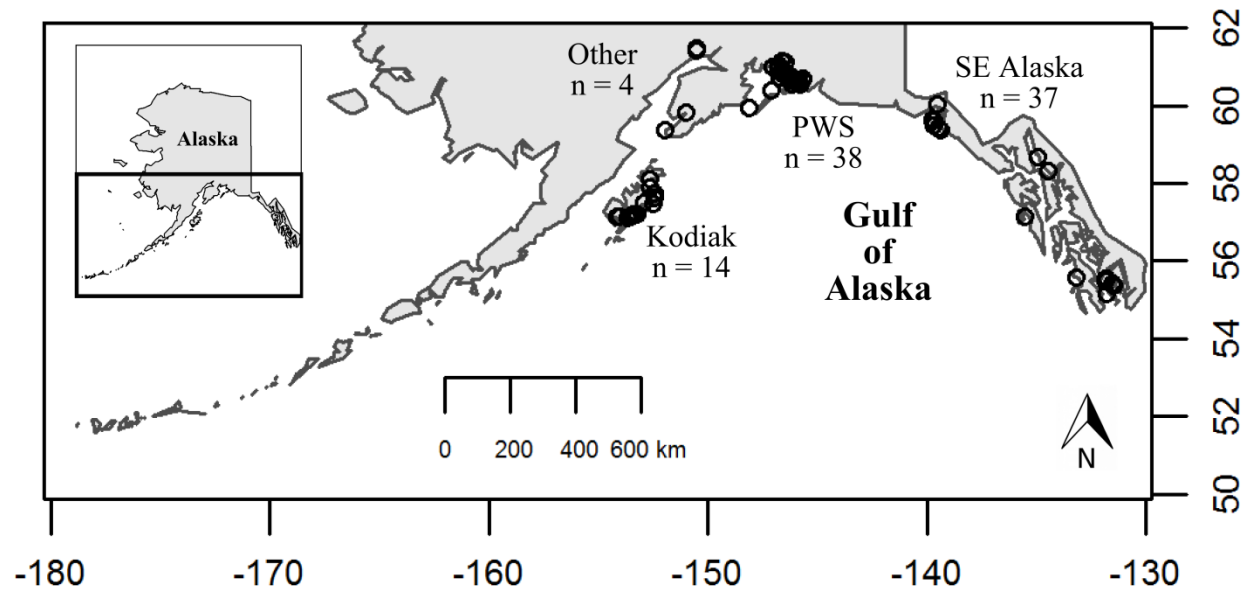 Alaska
Other
n = 4
SE Alaska
n = 37
PWS
n = 38
Kodiak
n = 14
Gulf
of
Alaska
0 200 400 600 km
N
62
60
58
56
54
52
50
-180 -170 -160 -150 -140 -130